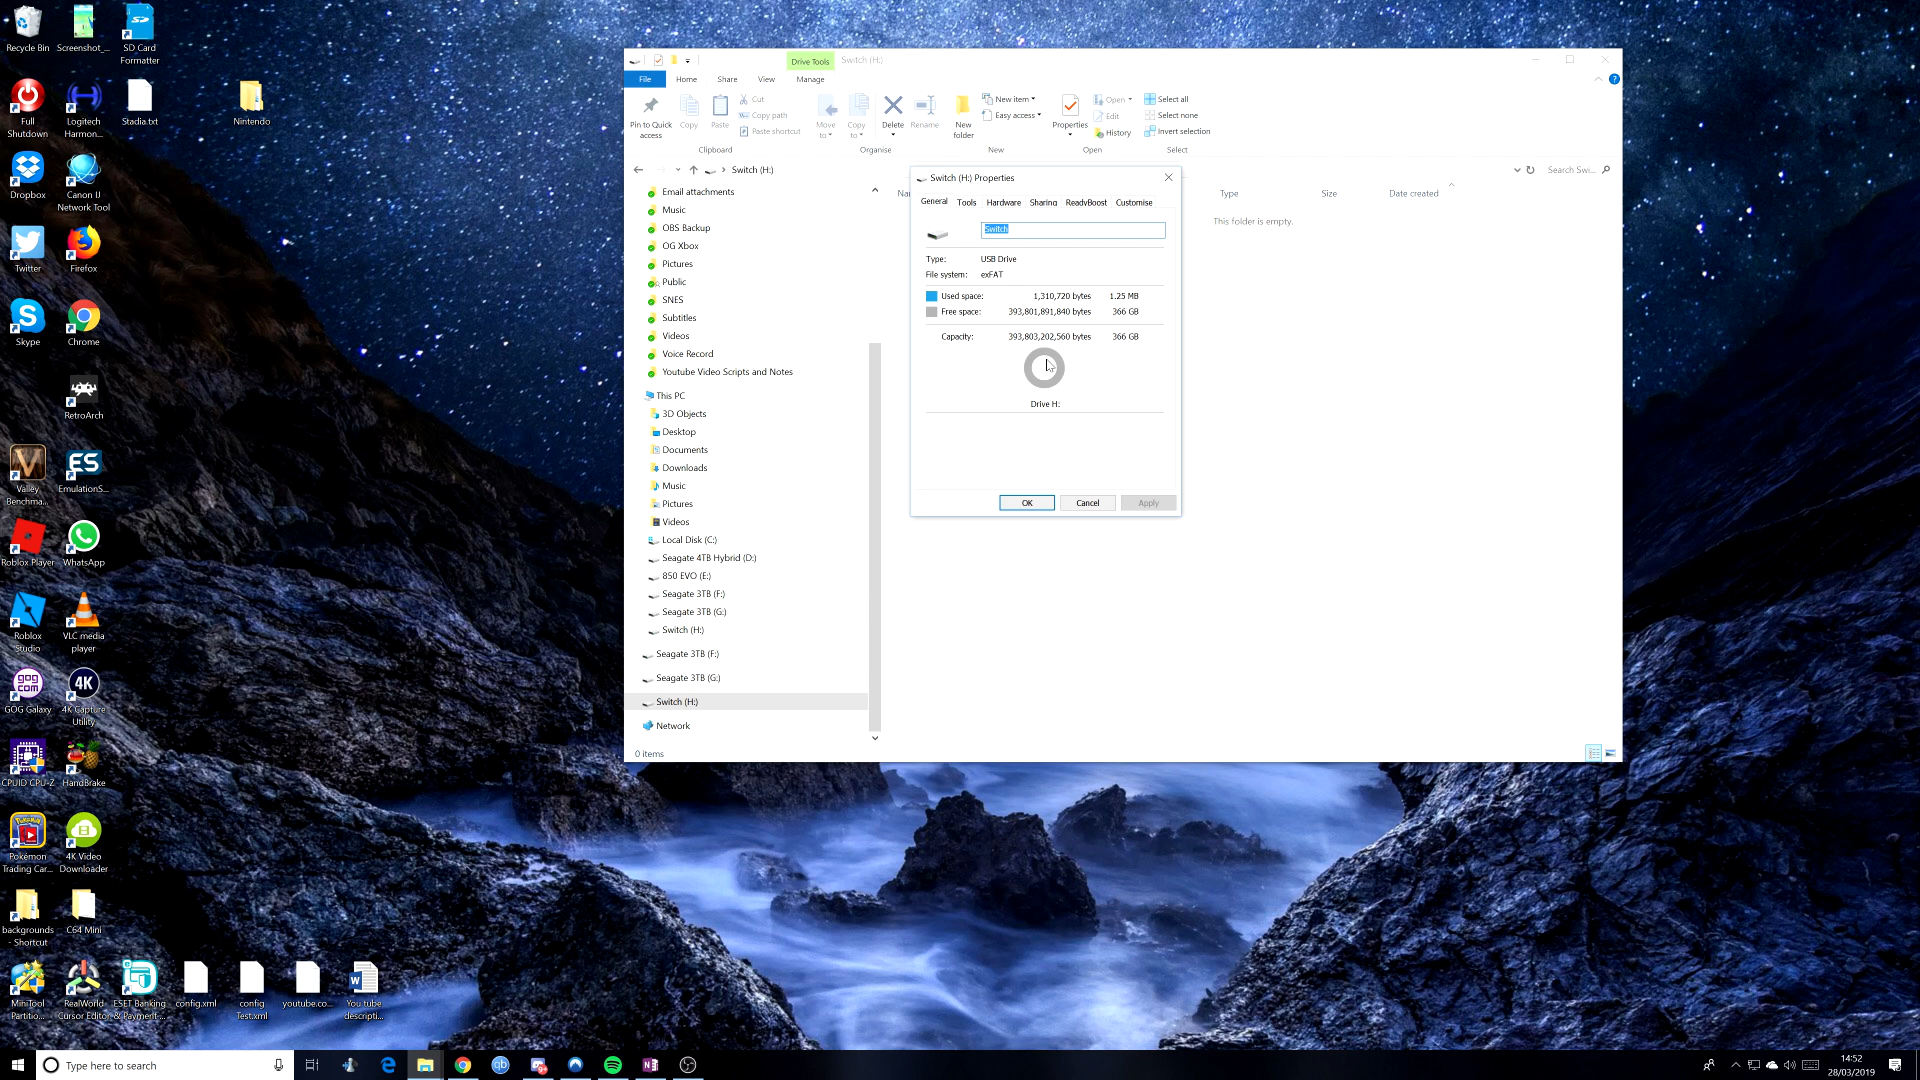 Recycle Bin
Screenshot_...
SD Card
Formatter
Full
Shutdown
Logitech
Harmon...
Stadia.txt
Nintendo
Dropbox
Canon IJ
Network Tool
Twitter
Firefox
Skype
Chrome
RetroArch
Valley
Benchma...
EmulationS...
Roblox Player
WhatsApp
Roblox
Studio
VLC media
player
GOG Galaxy
4K Capture
Utility
CPUID CPU-Z
HandBrake
Pokémon
Trading Car...
4K Video
Downloader
backgrounds
- Shortcut
C64 Mini
MiniTool
Partitio...
RealWorld
Cursor Editor
ESET Banking
& Payment...
config.xml
config
Test.xml
youtube.co...
You tube
descripti...
Drive Tools
Switch (H:)
File
Home
Share
View
Manage
Pin to Quick
access
Copy
Paste
Cut
Copy path
Paste shortcut
Clipboard
Move
to
Copy
to
Delete
Rename
Organise
New
folder
New item
Easy access
New
Properties
Open
Edit
History
Open
Select all
Select none
Invert selection
Select
Switch (H:)
Search Swi...
Email attachments
Music
OBS Backup
OG Xbox
Pictures
Public
SNES
Subtitles
Videos
Voice Record
Youtube Video Scripts and Notes
This PC
3D Objects
Desktop
Documents
Downloads
Music
Pictures
Videos
Local Disk (C:)
Seagate 4TB Hybrid (D:)
850 EVO (E:)
Seagate 3TB (F:)
Seagate 3TB (G:)
Switch (H:)
Seagate 3TB (F:)
Seagate 3TB (G:)
Switch (H:)
Network
0 items
Type
Size
Date created
This folder is empty.
Switch (H:) Properties
General
Tools
Hardware
Sharing
ReadyBoost
Customise
Switch
Type: USB Drive
File system: exFAT
Used space: 1,310,720 bytes 1.25 MB
Free space: 393,801,891,840 bytes 366 GB
Capacity: 393,803,202,560 bytes 366 GB
Drive H:
OK
Cancel
Apply
Type here to search
14:52
28/03/2019